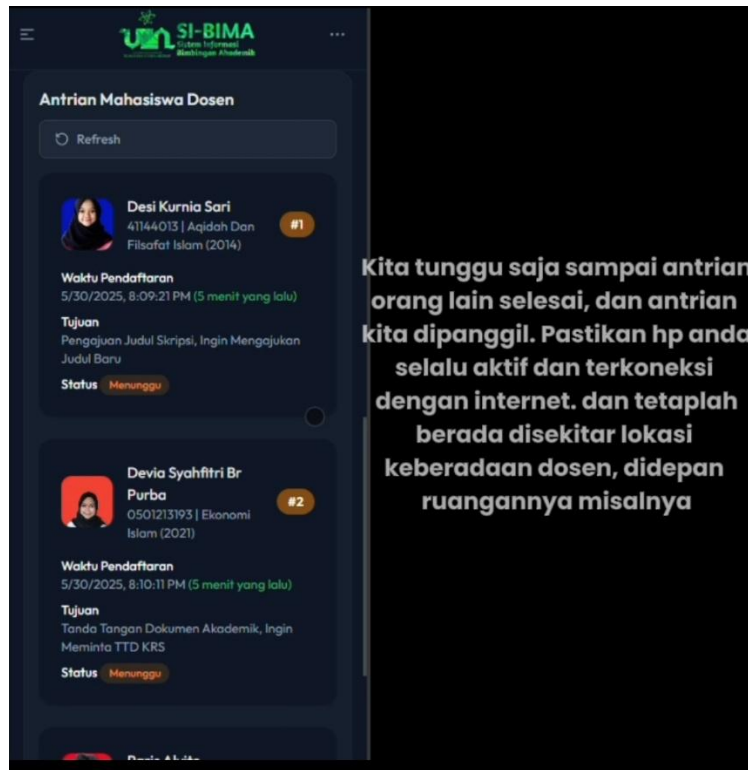 SI-BIMA
Sistem Informasi
Bimbingan Akademik
Antrian Mahasiswa Dosen
Refresh
Desi Kurnia Sari
41144013 | Aqidah Dan
Filsafat Islam (2014)
#1
Waktu Pendaftaran
5/30/2025, 8:09:21 PM (5 menit yang lalu)
Tujuan
Pengajuan Judul Skripsi, Ingin Mengajukan
Judul Baru
Status Menunggu
Devia Syahfitri Br
Purba
0501213193 | Ekonomi
Islam (2021)
#2
Waktu Pendaftaran
5/30/2025, 8:10:11 PM (5 menit yang lalu)
Tujuan
Tanda Tangan Dokumen Akademik, Ingin
Meminta TTD KRS
Status Menunggu
Kita tunggu saja sampai antrian
orang lain selesai, dan antrian
kita dipanggil. Pastikan hp anda
selalu aktif dan terkoneksi
dengan internet. dan tetaplah
berada disekitar lokasi
keberadaan dosen, didepan
ruangannya misalnya